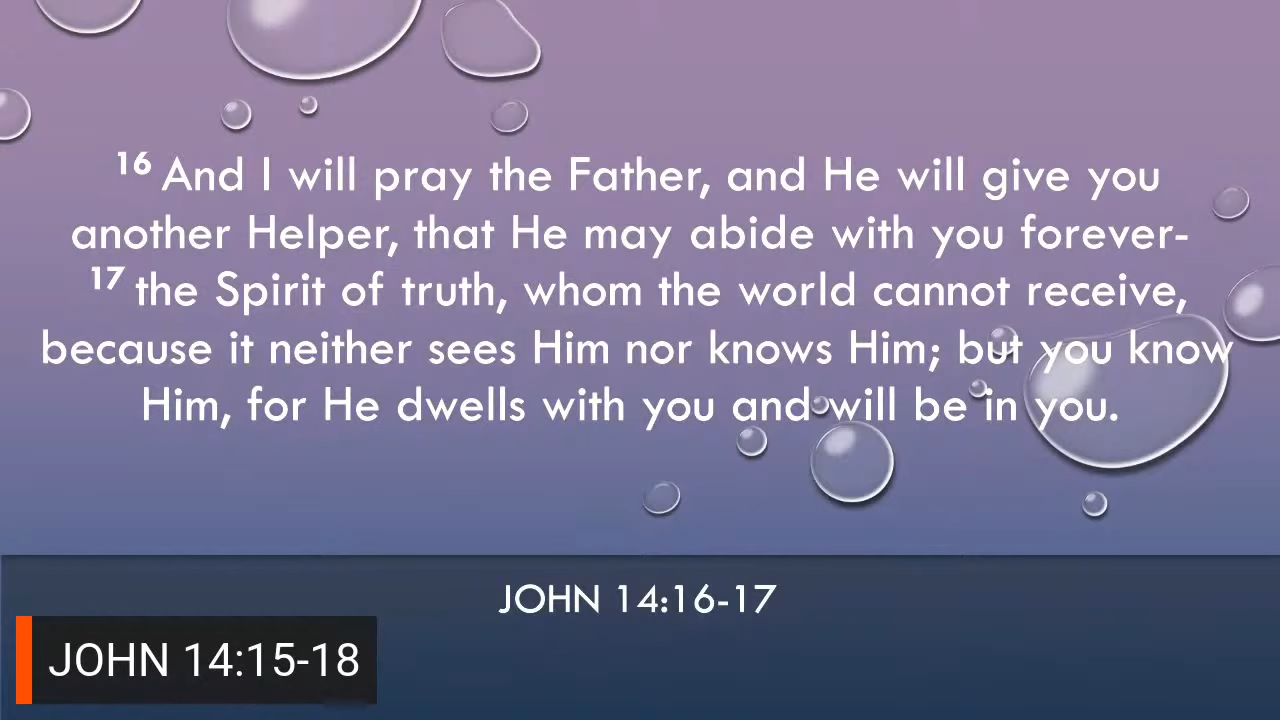 16 And I will pray the Father, and He will give you
another Helper, that He may abide with you forever-
17 the Spirit of truth, whom the world cannot receive,
because it neither sees Him nor knows Him; but you know
Him, for He dwells with you and will be in you.
JOHN 14:16-17
JOHN 14:15-18